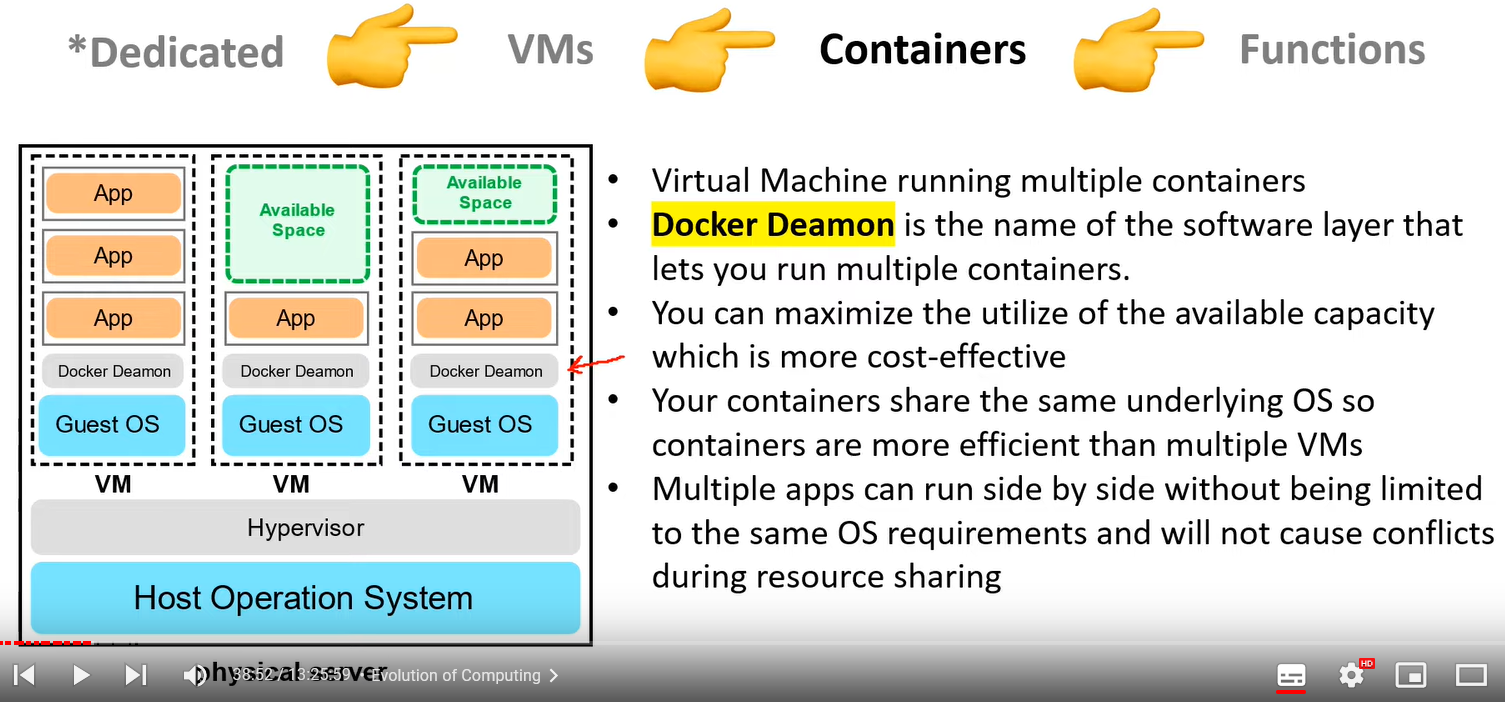 *Dedicated VMs Containers Functions
App
App
App
Docker Deamon
Guest OS
VM
Available
Space
App
Docker Deamon
Guest OS
VM
Available
Space
App
App
Docker Deamon
Guest OS
VM
Hypervisor
Host Operation System
physical server
• Virtual Machine running multiple containers
• Docker Deamon is the name of the software layer that
lets you run multiple containers.
• You can maximize the utilize of the available capacity
which is more cost-effective
• Your containers share the same underlying OS so
containers are more efficient than multiple VMs
• Multiple apps can run side by side without being limited
to the same OS requirements and will not cause conflicts
during resource sharing
38:52 / 13:25:59 • Evolution of Computing
HD